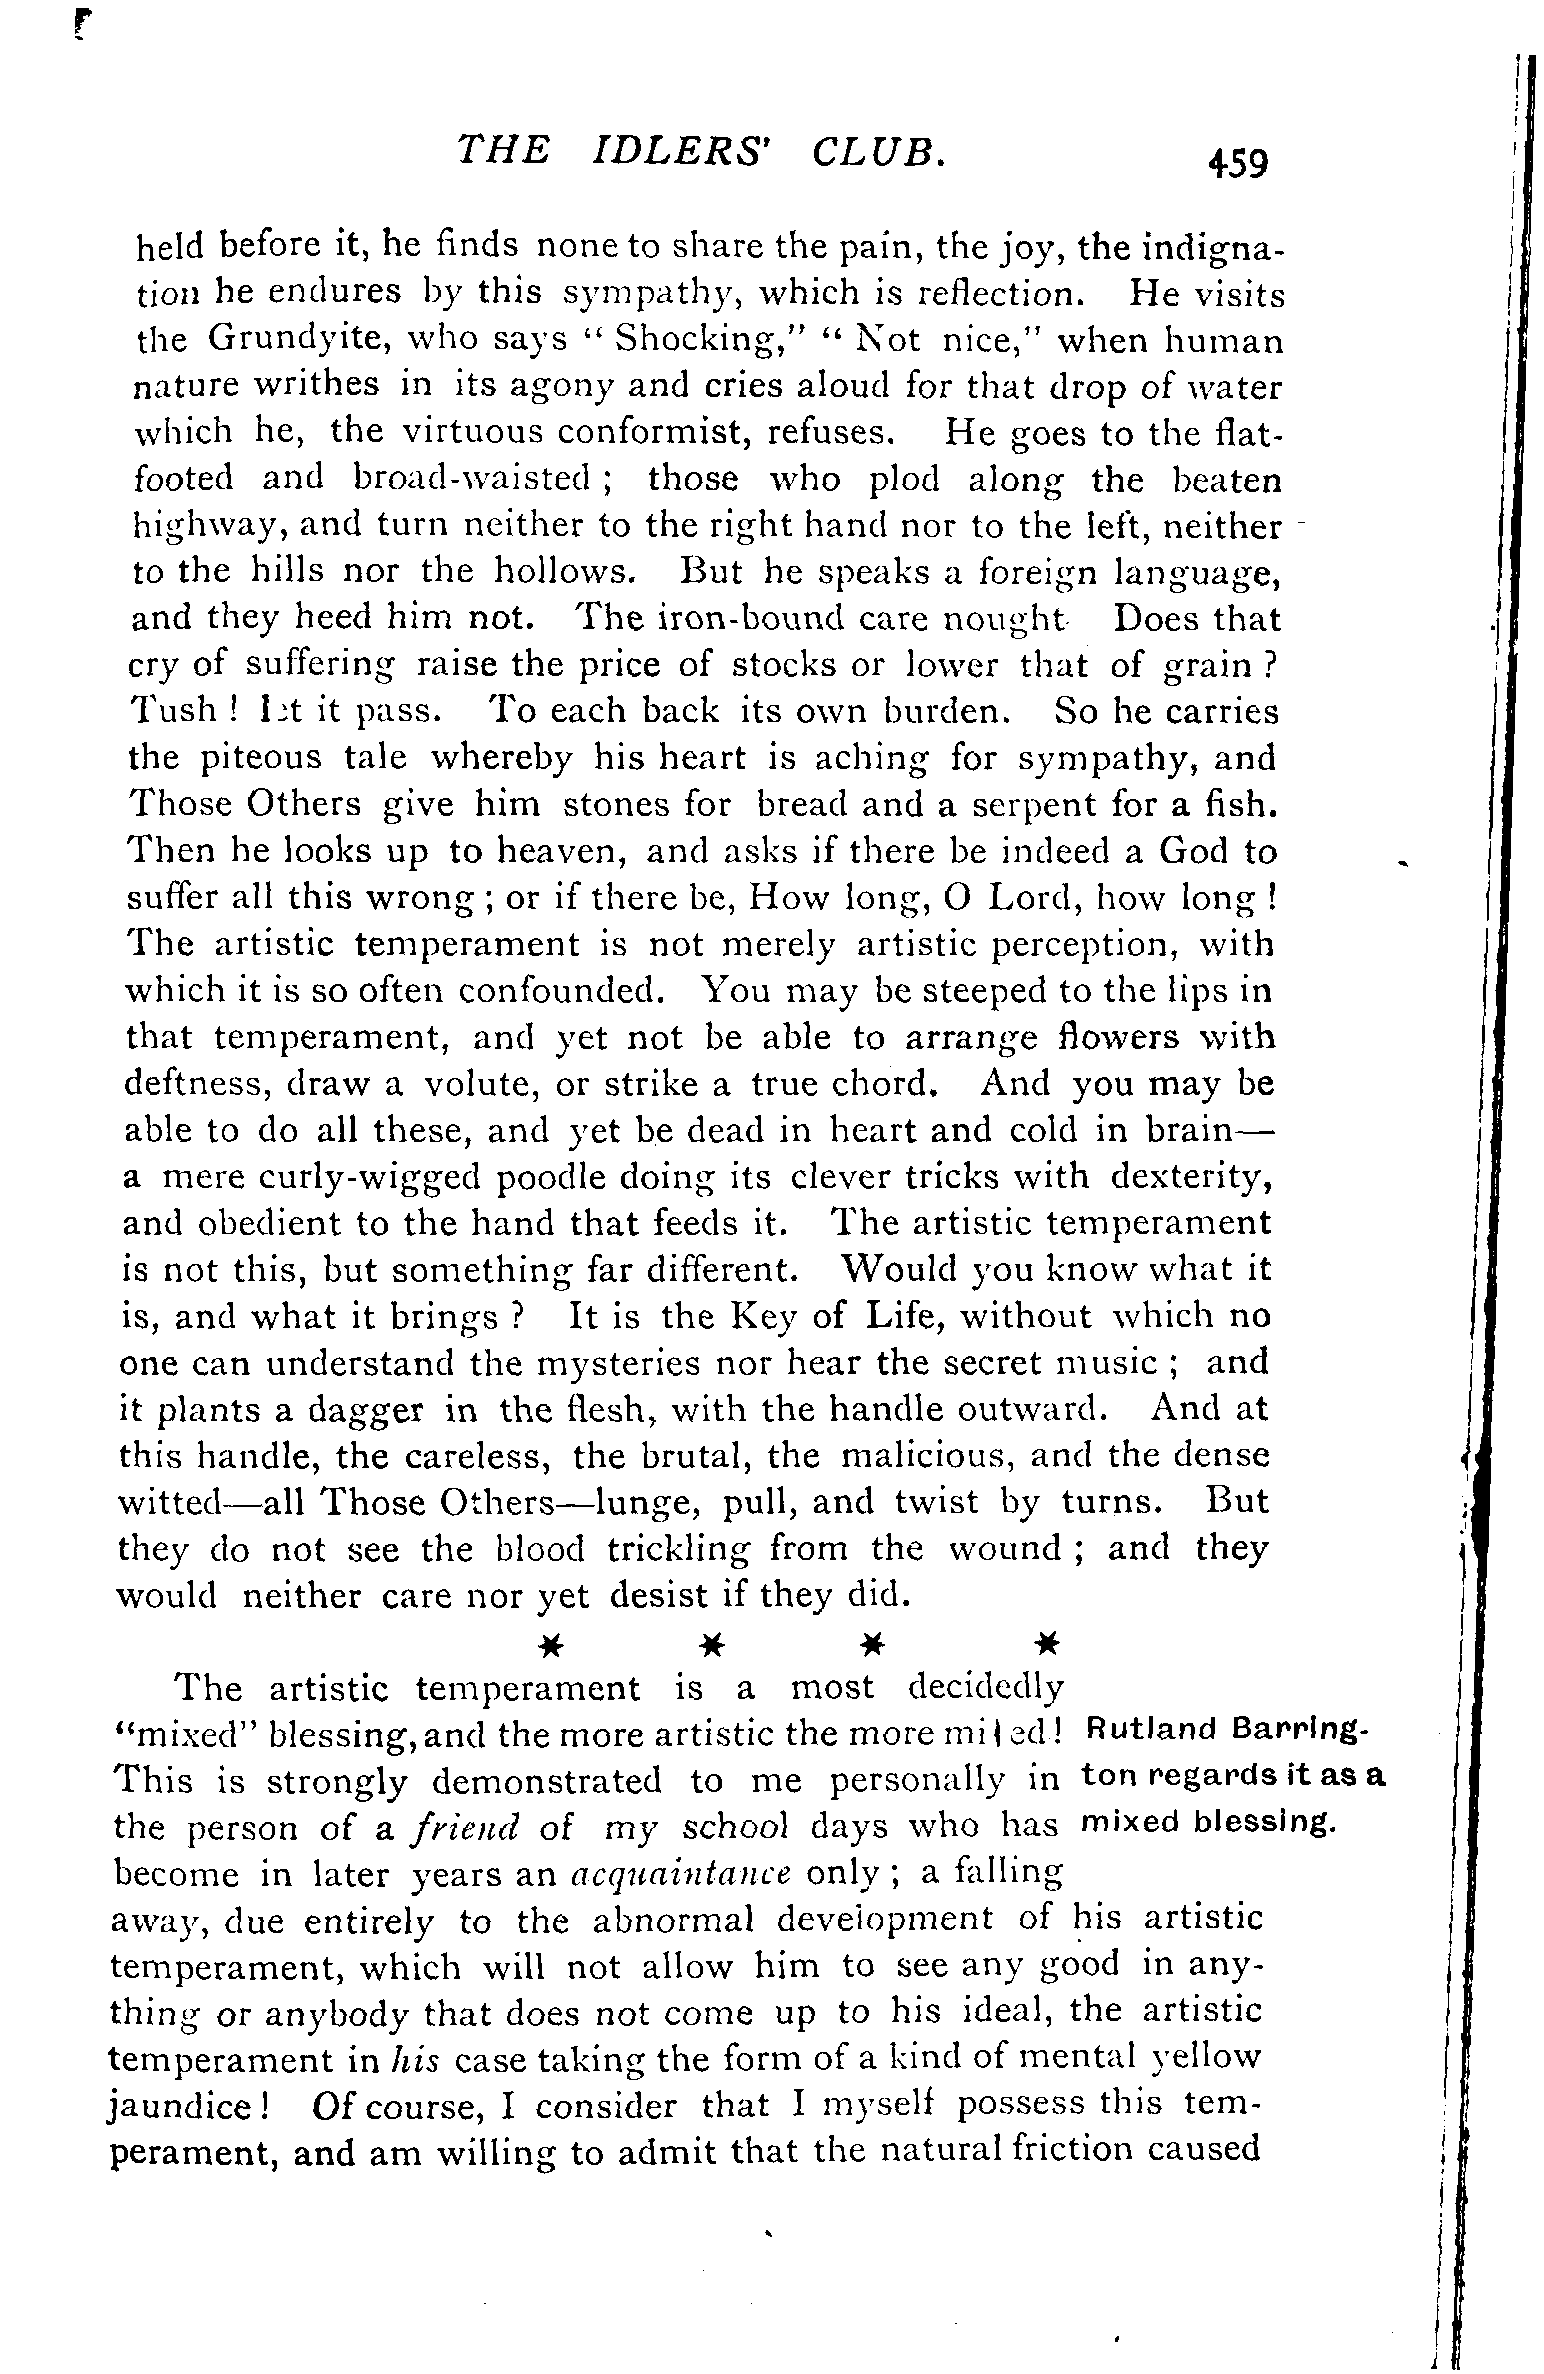 THE IDLERS' CLUB. 459
held before it, he finds none to share the pain, the joy, the indigna-
tion he endures by this sympathy, which is reflection. He visits
the Grundyite, who says “ Shocking,” “ Not nice,” when human
nature writhes in its agony and cries aloud for that drop of water
which he, the virtuous conformist, refuses. He goes to the flat-
footed and broad-waisted ; those who plod along the beaten
highway, and turn neither to the right hand nor to the left, neither
to the hills nor the hollows. But he speaks a foreign language,
and they heed him not. The iron-bound care nought Does that
cry of suffering raise the price of stocks or lower that of grain ?
Tush ! let it pass. To each back its own burden. So he carries
the piteous tale whereby his heart is aching for sympathy, and
Those Others give him stones for bread and a serpent for a fish.
Then he looks up to heaven, and asks if there be indeed a God to
suffer all this wrong ; or if there be, How long, O Lord, how long !
The artistic temperament is not merely artistic perception, with
which it is so often confounded. You may be steeped to the lips in
that temperament, and yet not be able to arrange flowers with
deftness, draw a volute, or strike a true chord. And you may be
able to do all these, and yet be dead in heart and cold in brain—
a mere curly-wigged poodle doing its clever tricks with dexterity,
and obedient to the hand that feeds it. The artistic temperament
is not this, but something far different. Would you know what it
is, and what it brings ? It is the Key of Life, without which no
one can understand the mysteries nor hear the secret music ; and
it plants a dagger in the flesh, with the handle outward. And at
this handle, the careless, the brutal, the malicious, and the dense
witted—all Those Others—lunge, pull, and twist by turns. But
they do not see the blood trickling from the wound ; and they
would neither care nor yet desist if they did.
* * * *
The artistic temperament is a most decidedly
“mixed” blessing, and the more artistic the more mixed !
This is strongly demonstrated to me personally in
the person of a friend of my school days who has
become in later years an acquaintance only ; a falling
Rutland Barring-
ton regards it as a
mixed blessing.
away, due entirely to the abnormal development of his artistic
temperament, which will not allow him to see any good in any-
thing or anybody that does not come up to his ideal, the artistic
temperament in his case taking the form of a kind of mental yellow
jaundice ! Of course, I consider that I myself possess this tem-
perament, and am willing to admit that the natural friction caused